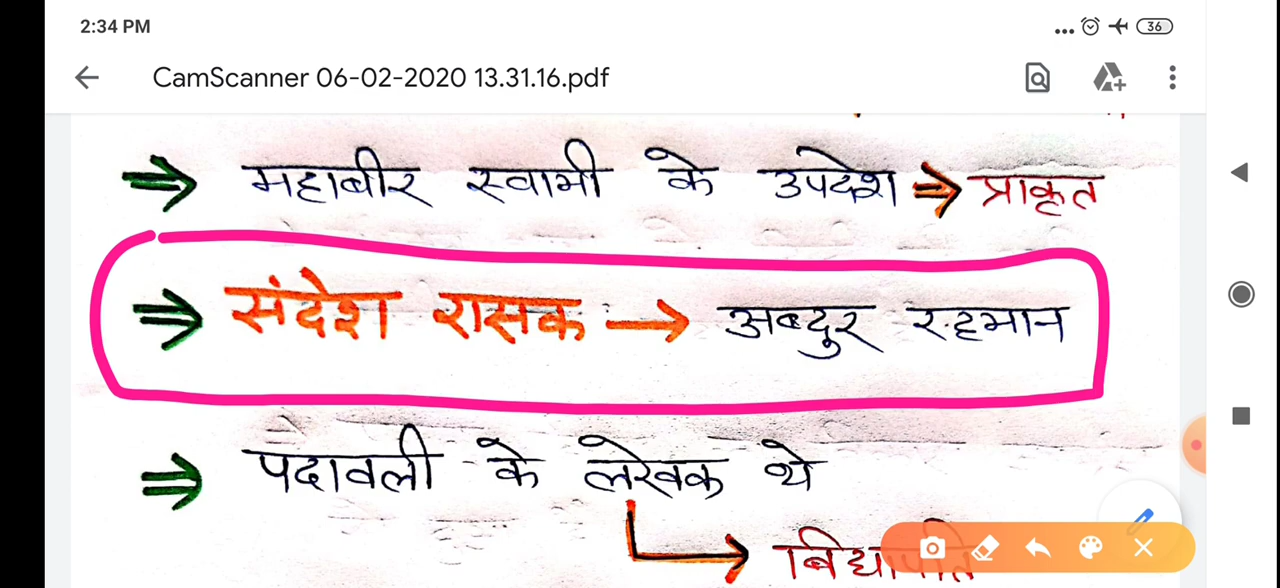 2:34 PM
36
CamScanner 06-02-2020 13.31.16.pdf
⇒ महाबीर स्वामी के उपदेश ⇒ प्राकृत
⇒ संदेश रासक → अब्दुर रहमान
⇒ पदावली के लेखक थे